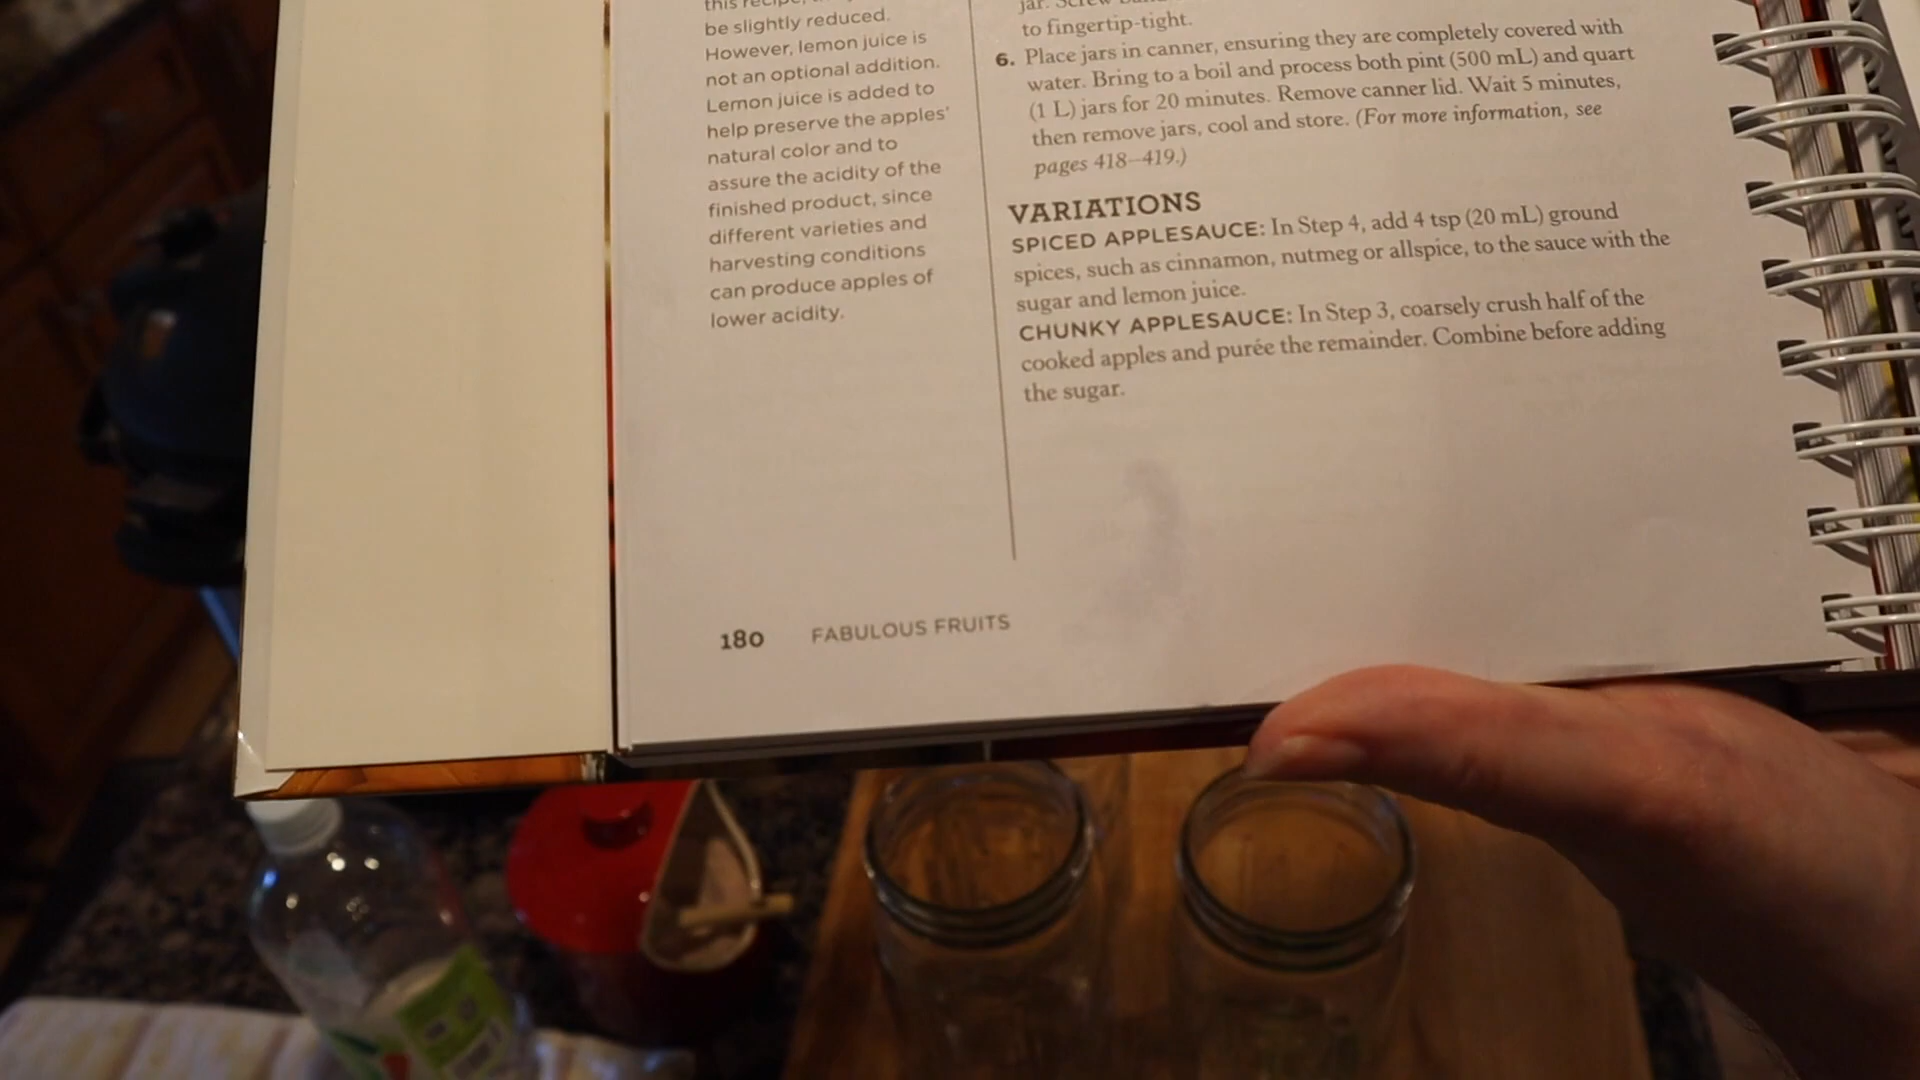 this recipe,
be slightly reduced.
However, lemon juice is
not an optional addition.
Lemon juice is added to
help preserve the apples'
natural color and to
assure the acidity of the
finished product, since
different varieties and
harvesting conditions
can produce apples of
lower acidity.
jar. Screw
to fingertip-tight.
6. Place jars in canner, ensuring they are completely covered with
water. Bring to a boil and process both pint (500 mL) and quart
(1 L) jars for 20 minutes. Remove canner lid. Wait 5 minutes,
then remove jars, cool and store. (For more information, see
pages 418–419.)
VARIATIONS
SPICED APPLESAUCE: In Step 4, add 4 tsp (20 mL) ground
spices, such as cinnamon, nutmeg or allspice, to the sauce with the
sugar and lemon juice.
CHUNKY APPLESAUCE: In Step 3, coarsely crush half of the
cooked apples and purée the remainder. Combine before adding
the sugar.
180 FABULOUS FRUITS